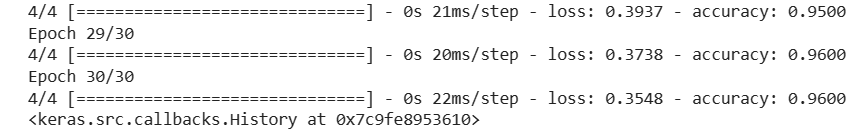 4/4 [==============================] - 0s 21ms/step - loss: 0.3937 - accuracy: 0.9500
Epoch 29/30
4/4 [==============================] - 0s 20ms/step - loss: 0.3738 - accuracy: 0.9600
Epoch 30/30
4/4 [==============================] - 0s 22ms/step - loss: 0.3548 - accuracy: 0.9600
<keras.src.callbacks.History at 0x7c9fe8953610>